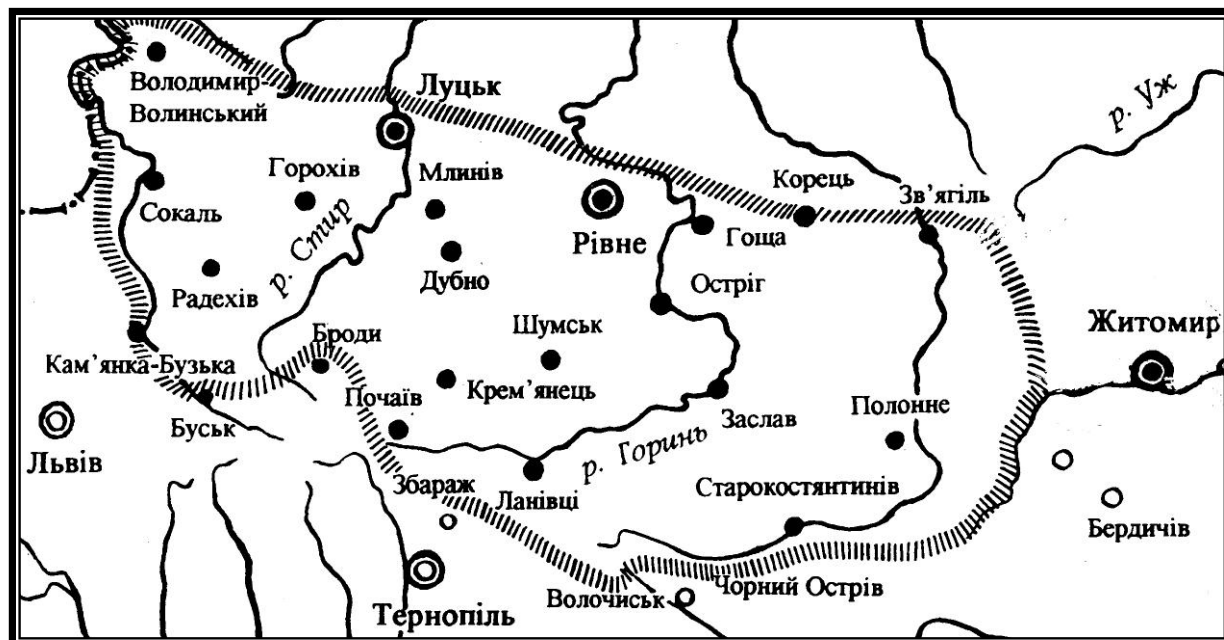 Володимир-
Волинський
Луцьк
р. Уж
Горохів
Млинів
Корець
Зв’ягіль
Сокаль
р. Стир
Рівне
Гоща
Радехів
Дубно
Остріг
Броди
Шумськ
Житомир
Кам’янка-Бузька
Крем’янець
Почаїв
Заслав
Полонне
Буськ
Львів
р. Горинь
Збараж
Ланівці
Старокостянтинів
Бердичів
Тернопіль
Волочиськ
Чорний Острів